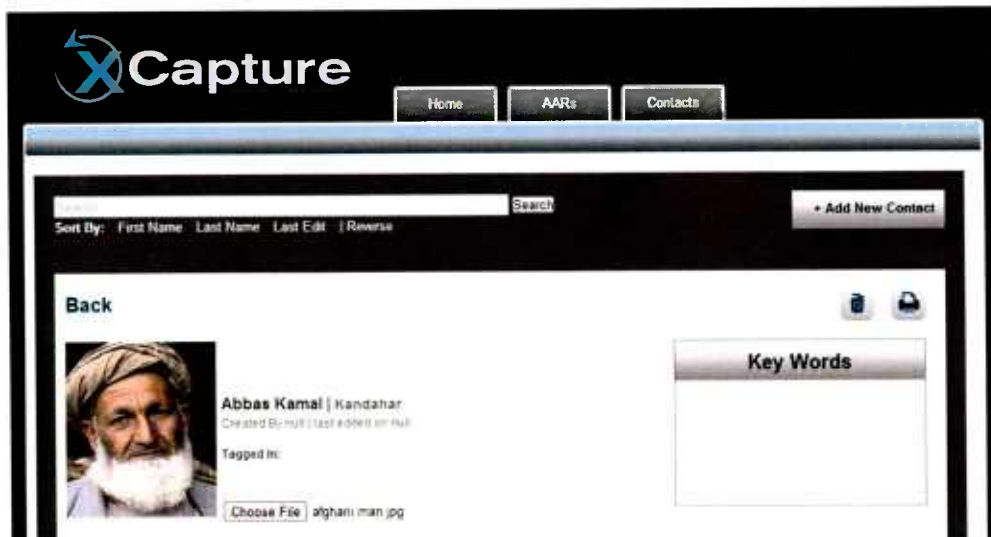 XCapture
Home AARs Contacts
Search Search
Sort By: First Name Last Name Last Edit | Reverse
+ Add New Contact
Back
Key Words
Abbas Kamal | Kandahar
Created By null | last edited on null
Tagged In:
Choose File afghani man.jpg